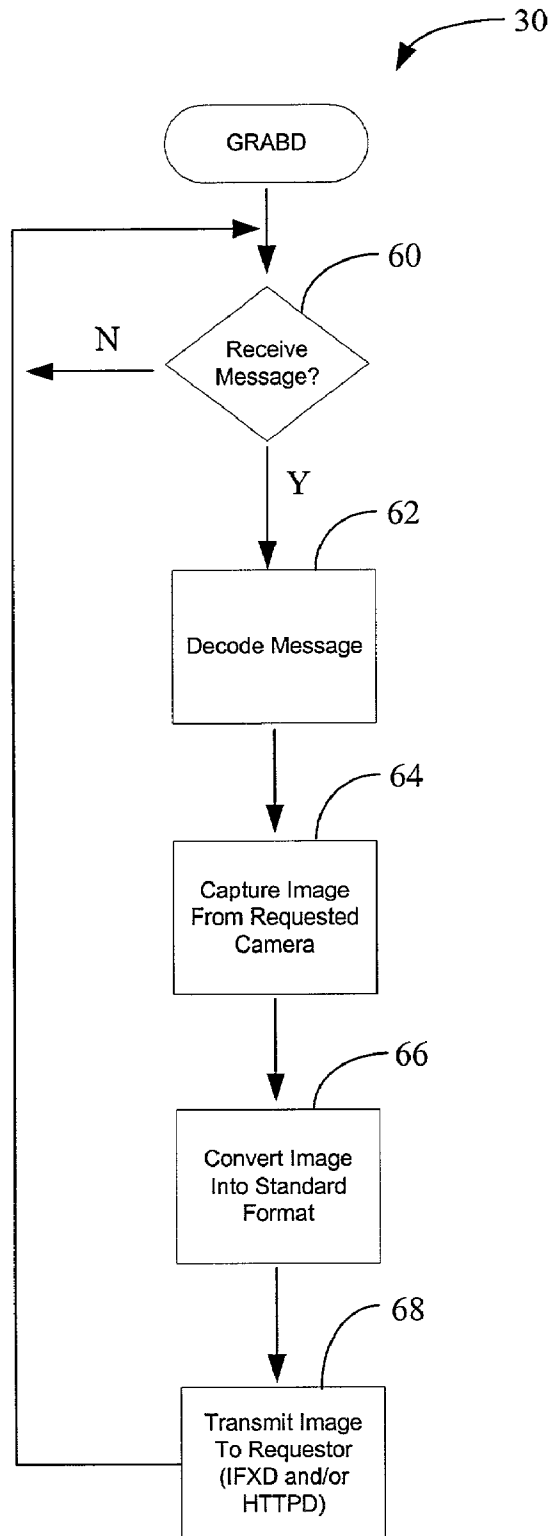 30
GRABD
60
Receive
Message?
N
Y
62
Decode Message
64
Capture Image
From Requested
Camera
66
Convert Image
Into Standard
Format
68
Transmit Image
To Requestor
(IFXD and/or
HTTPD)